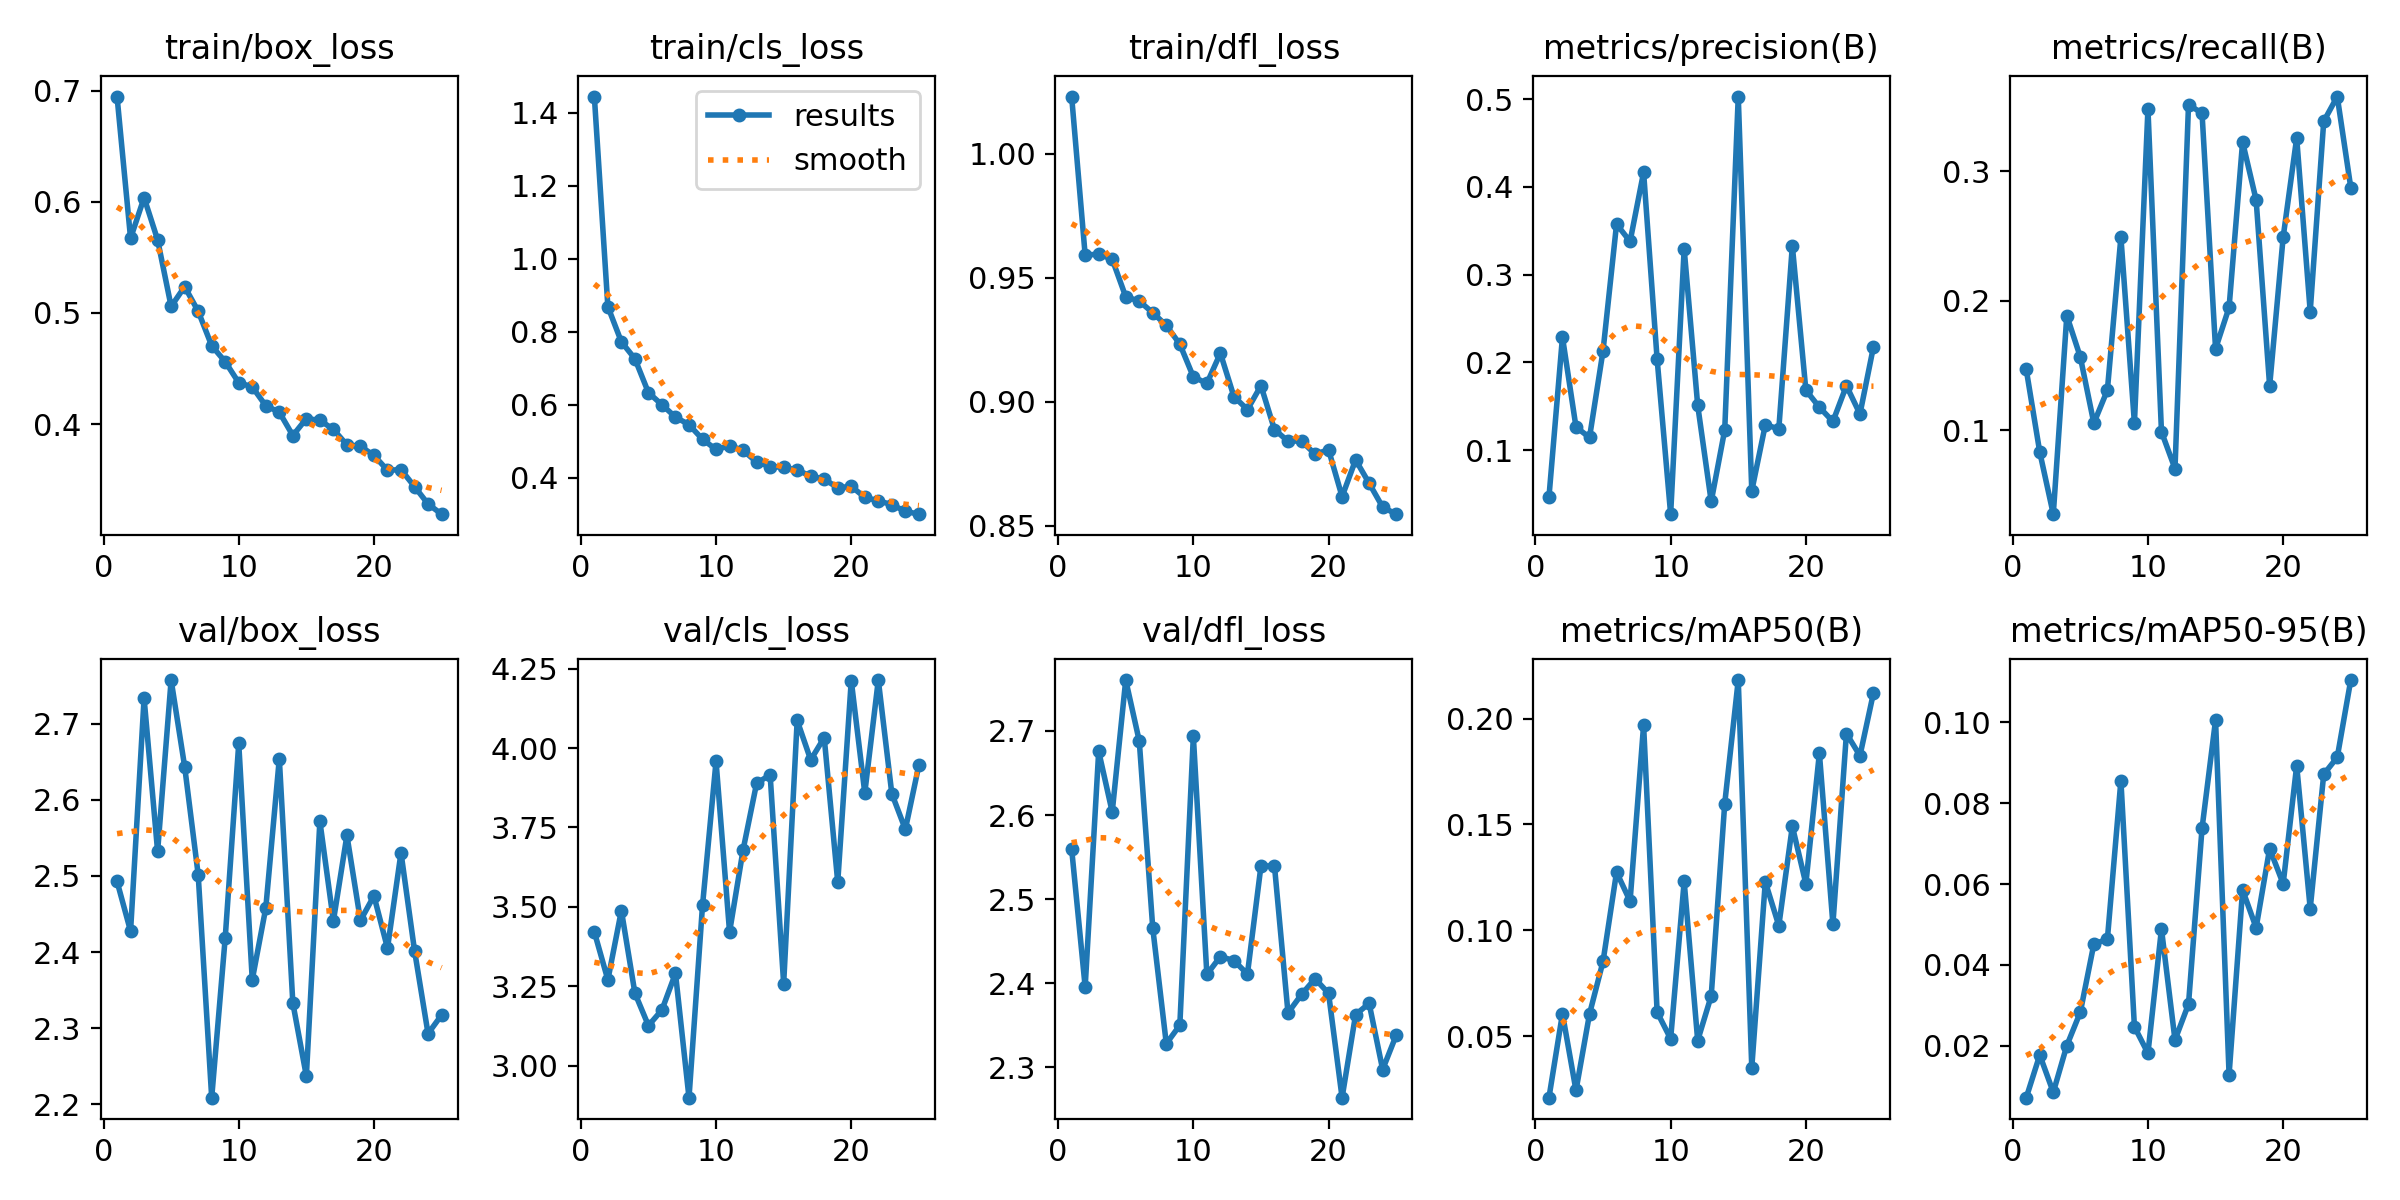 train/box_loss
0.7
0.6
0.5
0.4
0 10 20
train/cls_loss
results
smooth
1.4
1.2
1.0
0.8
0.6
0.4
0 10 20
train/dfl_loss
1.00
0.95
0.90
0.85
0 10 20
metrics/precision(B)
0.5
0.4
0.3
0.2
0.1
0 10 20
metrics/recall(B)
0.3
0.2
0.1
0 10 20
val/box_loss
2.7
2.6
2.5
2.4
2.3
2.2
0 10 20
val/cls_loss
4.25
4.00
3.75
3.50
3.25
3.00
0 10 20
val/dfl_loss
2.7
2.6
2.5
2.4
2.3
0 10 20
metrics/mAP50(B)
0.20
0.15
0.10
0.05
0 10 20
metrics/mAP50-95(B)
0.10
0.08
0.06
0.04
0.02
0 10 20